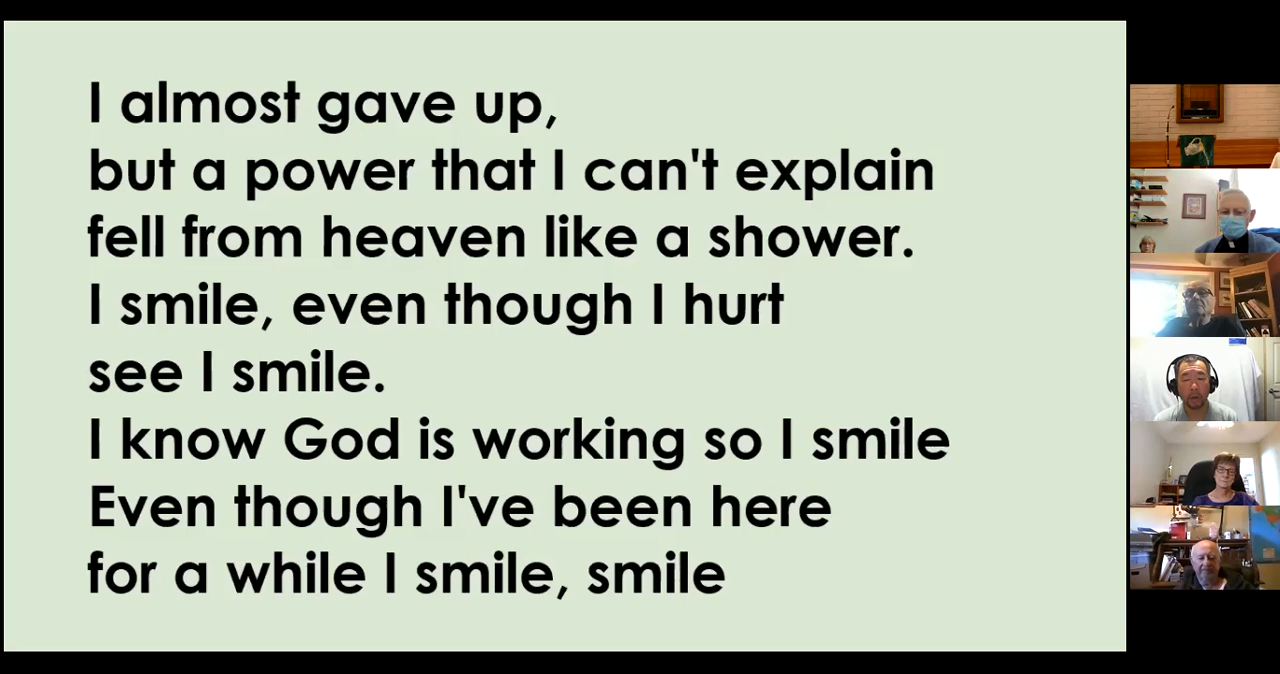 I almost gave up,
but a power that I can't explain
fell from heaven like a shower.
I smile, even though I hurt
see I smile.
I know God is working so I smile
Even though I've been here
for a while I smile, smile